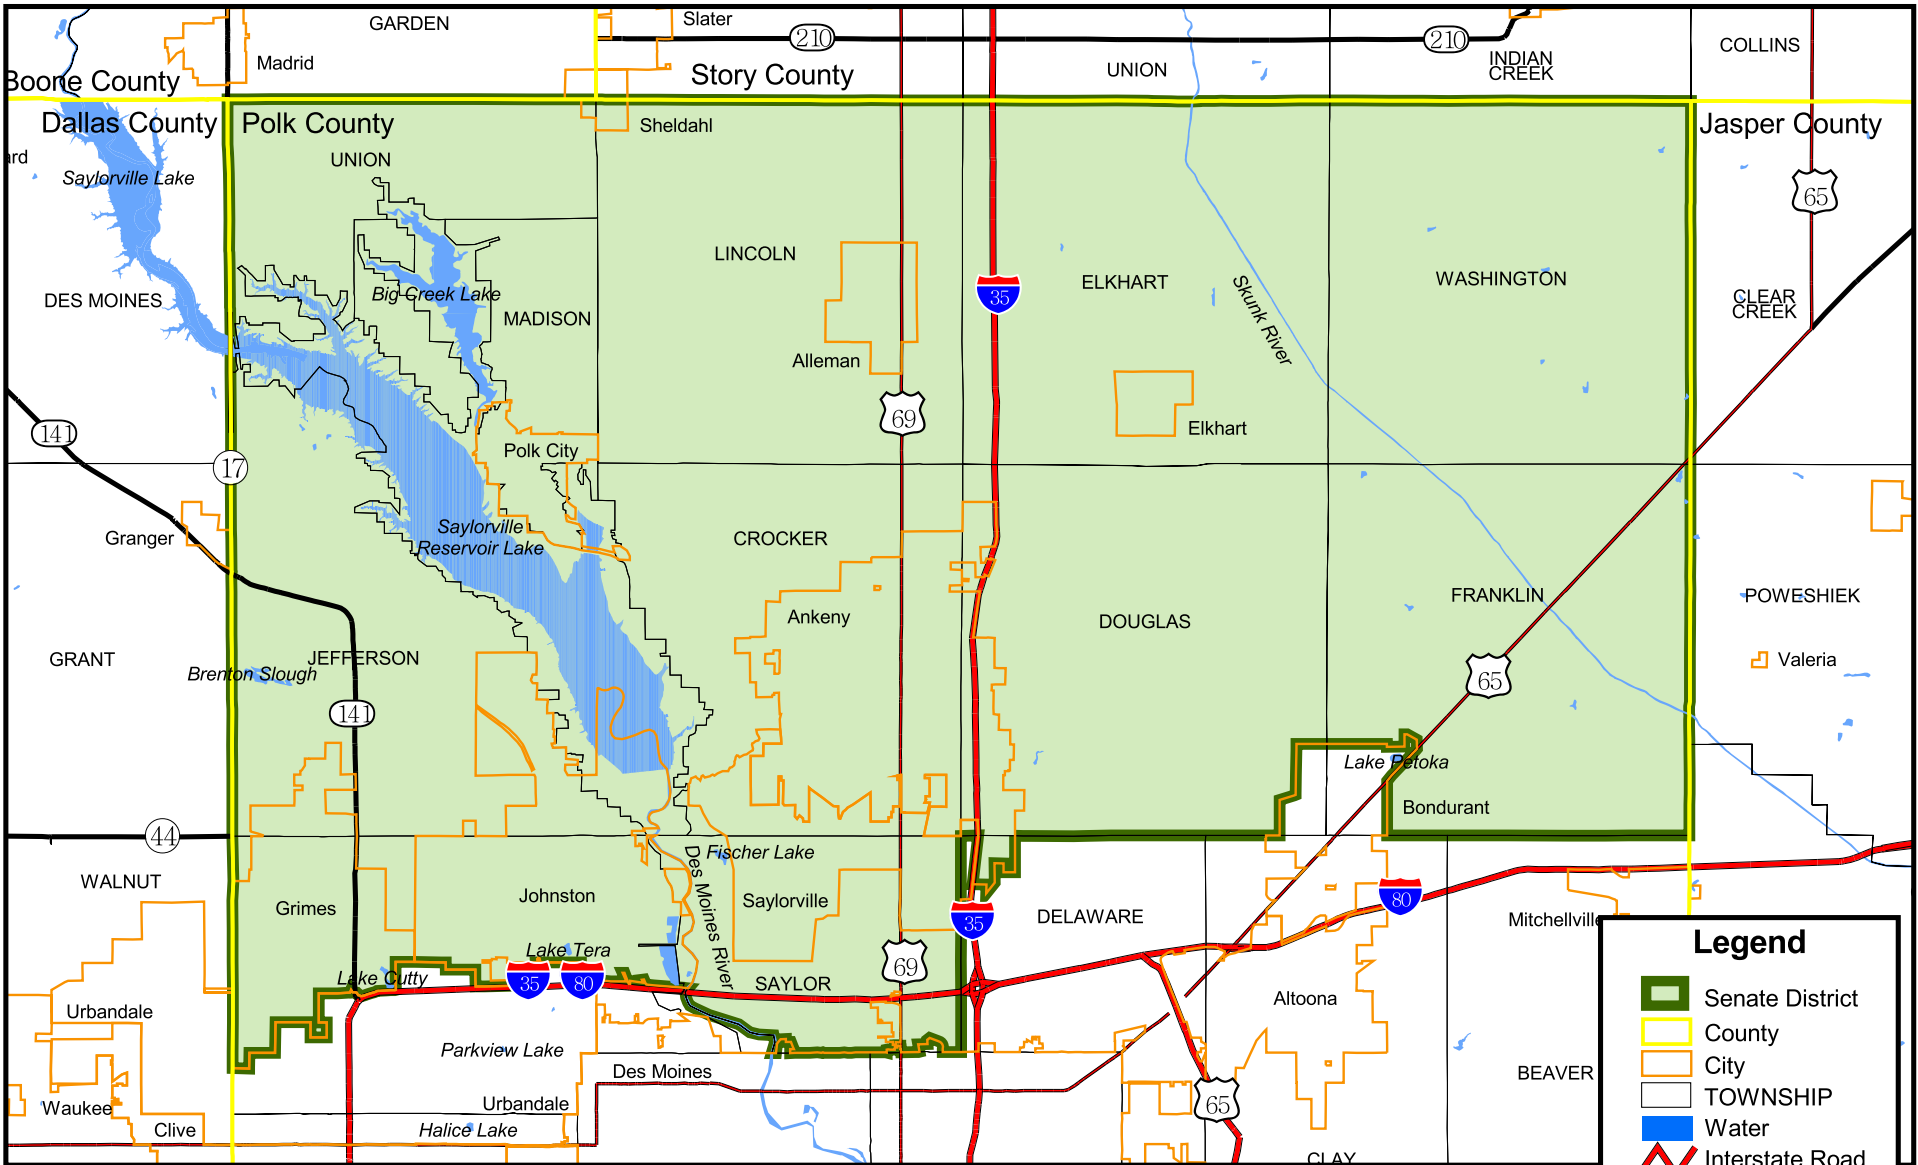 GARDEN
Slater
210
210
COLLINS
Madrid
Story County
UNION
INDIAN
CREEK
Boone County
Dallas County
Polk County
Sheldahl
Jasper County
ard
UNION
Saylorville Lake
65
LINCOLN
ELKHART
WASHINGTON
DES MOINES
Big Creek Lake
MADISON
35
Skunk River
CLEAR
CREEK
Alleman
69
Elkhart
141
17
Polk City
Granger
Saylorville
Reservoir Lake
CROCKER
FRANKLIN
POWESHIEK
Ankeny
DOUGLAS
GRANT
JEFFERSON
Brenton Slough
Valeria
65
141
Lake Petoka
Bondurant
44
Fischer Lake
Des Moines River
WALNUT
Grimes
Johnston
Saylorville
35
DELAWARE
80
Mitchellville
Lake Tera
69
Legend
Lake Cutty
35
80
SAYLOR
Altoona
Senate District
Urbandale
County
Parkview Lake
City
Des Moines
BEAVER
TOWNSHIP
Waukee
Urbandale
65
Clive
Halice Lake
Water
CLAY
Interstate Road